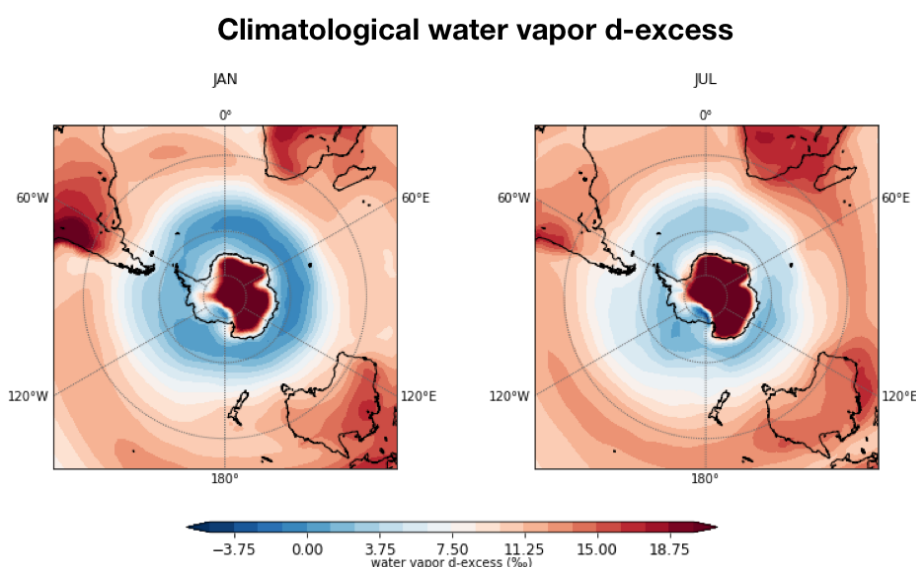 Climatological water vapor d-excess
JAN
JUL
0°
0°
60°W
60°E
60°W
60°E
120°W
120°E
120°W
120°E
180°
180°
−3.75 0.00 3.75 7.50 11.25 15.00 18.75
water vapor d-excess (‰)